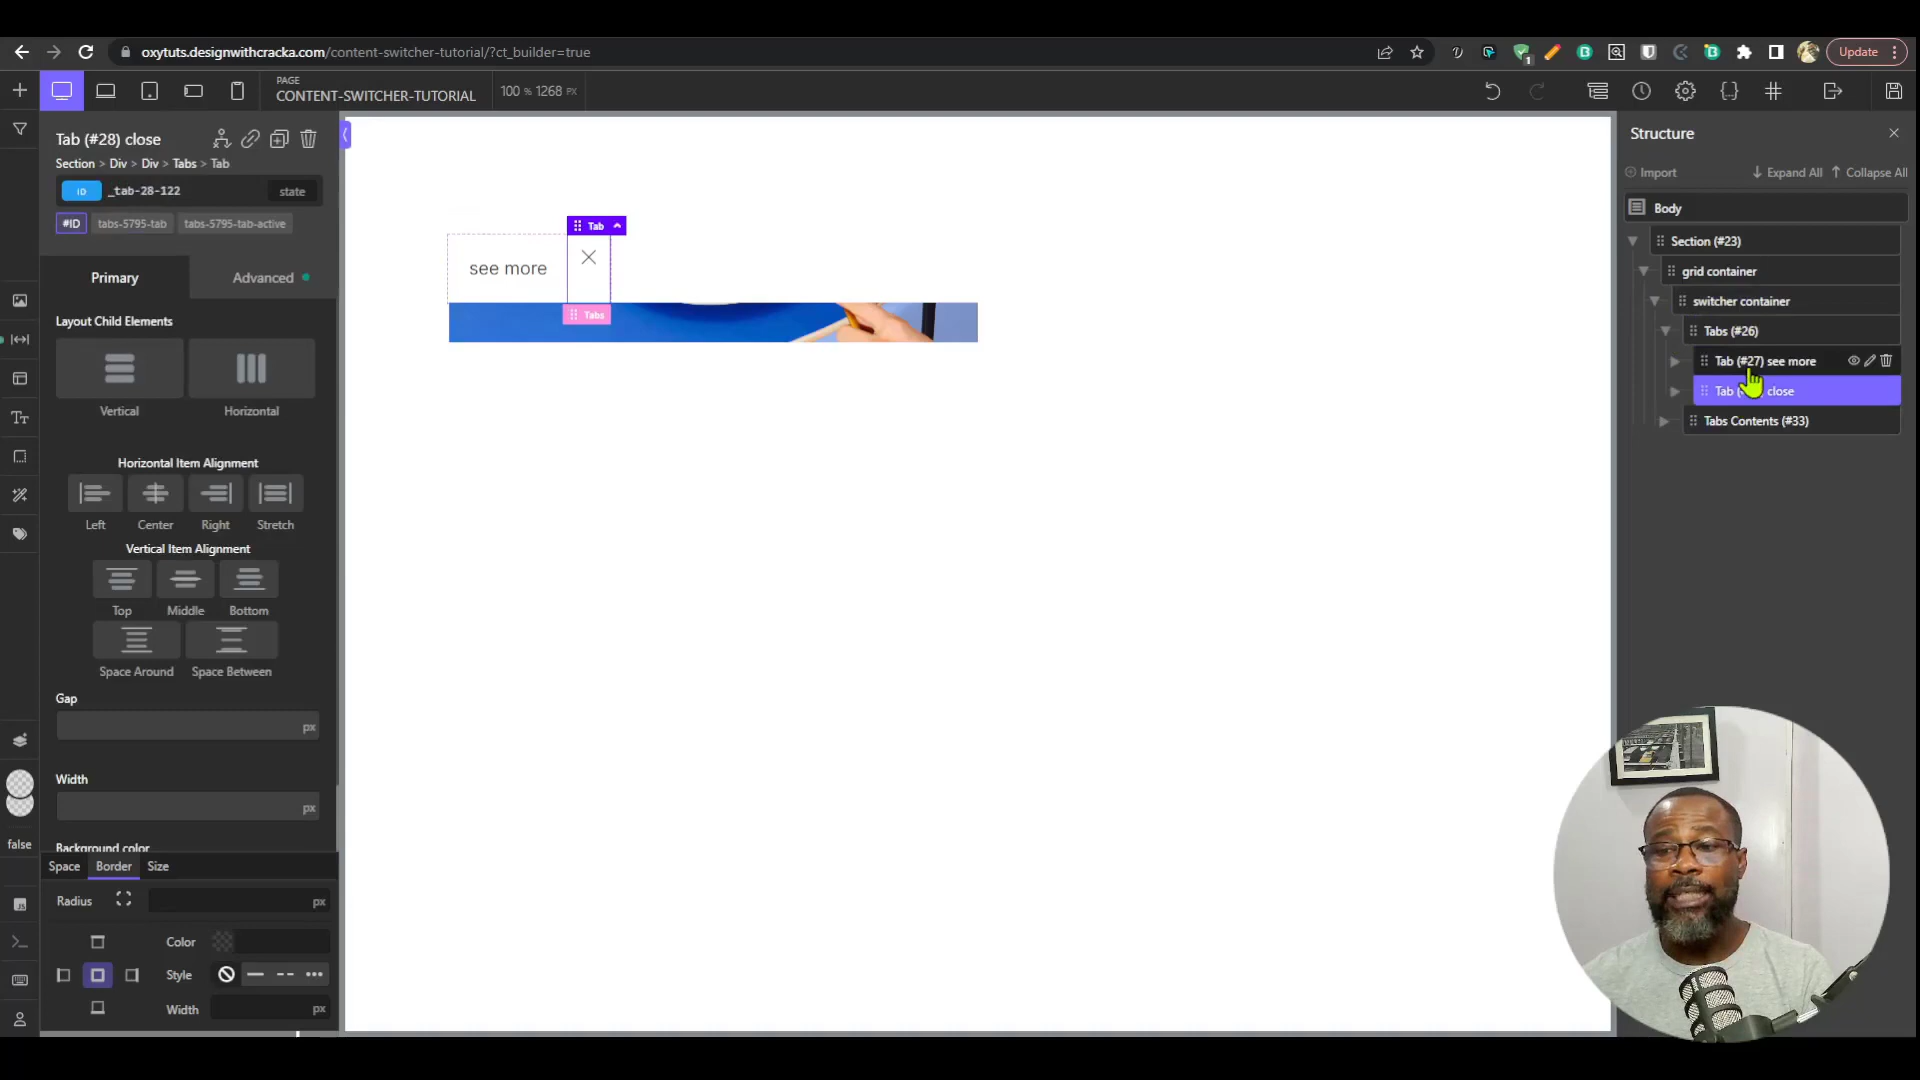 oxytuts.designwithcracka.com/content-switcher-tutorial/?ct_builder=true
1
Update
PAGE
CONTENT-SWITCHER-TUTORIAL
100 % 1268 PX
Tab (#28) close
Section > Div > Div > Tabs > Tab
ID _tab-28-122 state
#ID tabs-5795-tab tabs-5795-tab-active
Primary Advanced
Layout Child Elements
Vertical Horizontal
Horizontal Item Alignment
Left Center Right Stretch
Vertical Item Alignment
Top Middle Bottom
Space Around Space Between
Gap
px
Width
px
Background color
false
Space Border Size
Radius px
Color
Style
Width px
Tab
see more
Tabs
Structure
Import Expand All Collapse All
Body
Section (#23)
grid container
switcher container
Tabs (#26)
Tab (#27) see more
Tab close
Tabs Contents (#33)